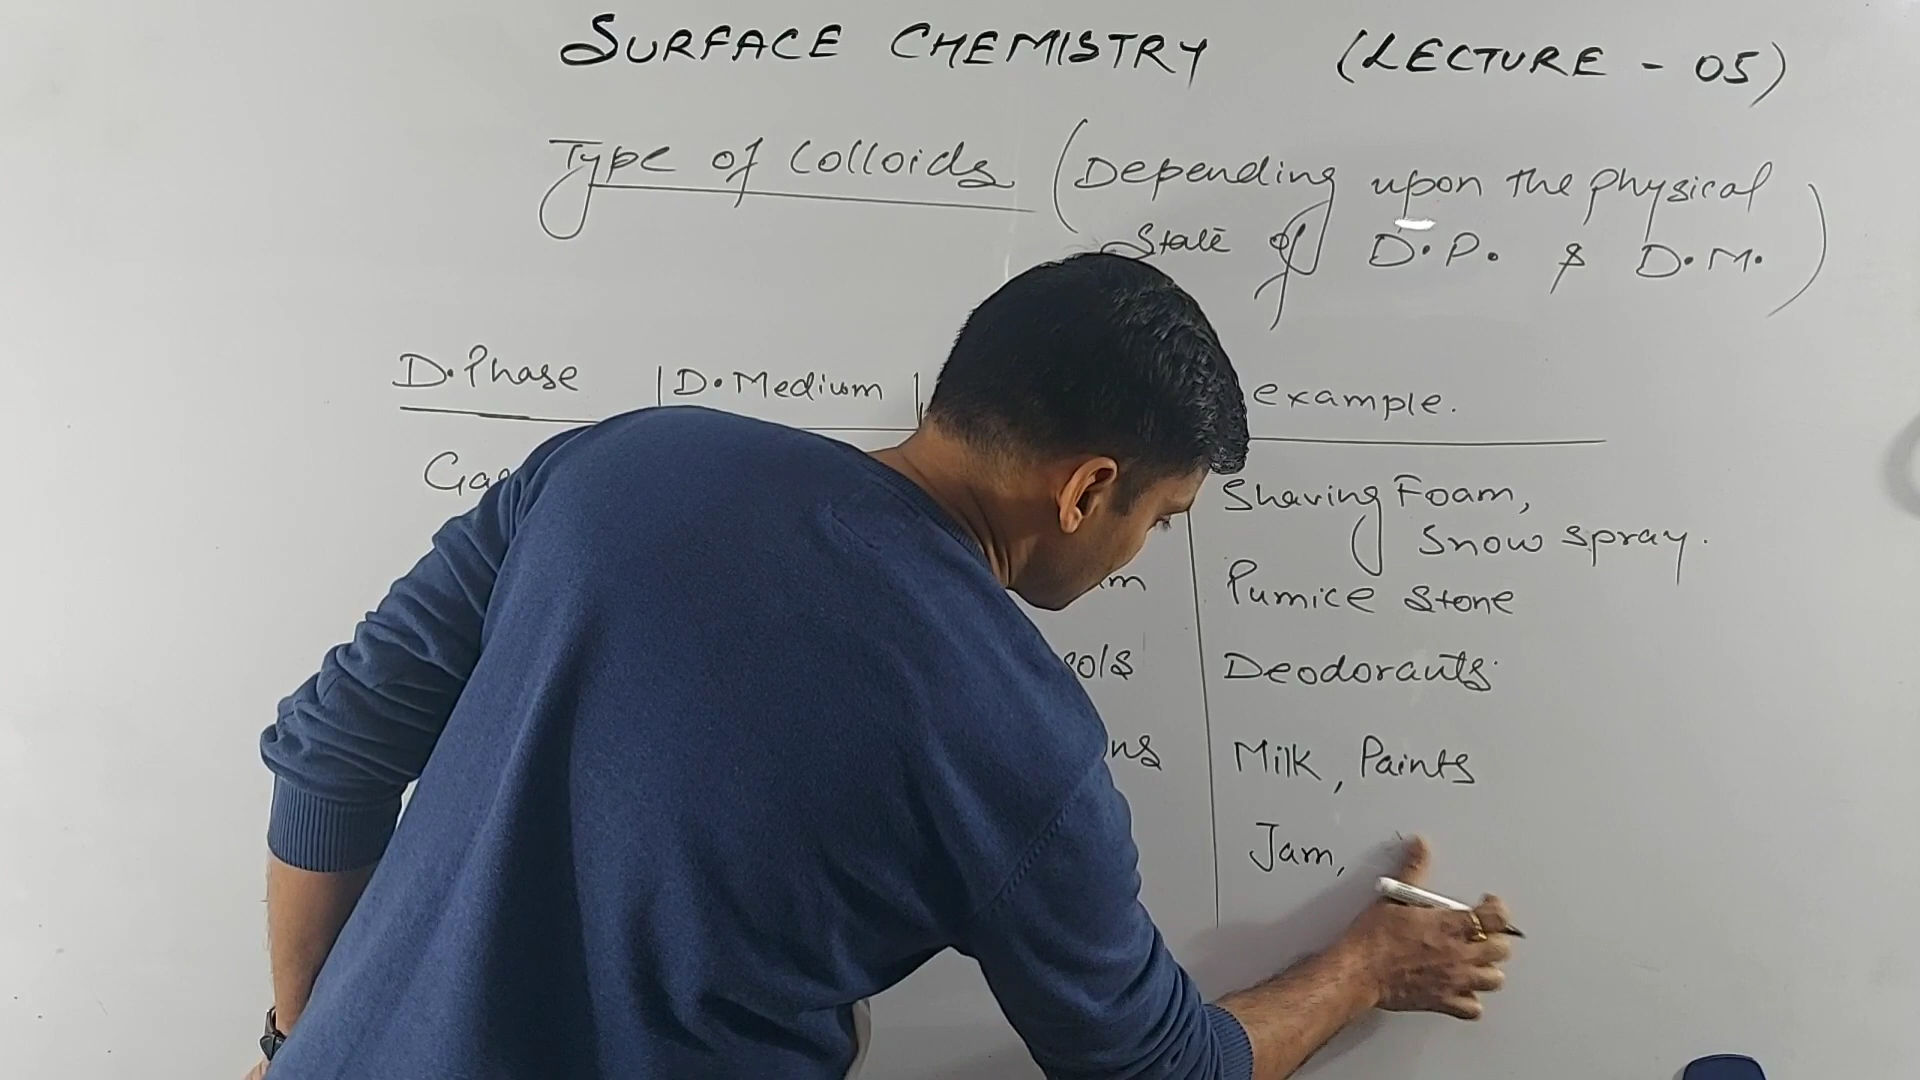 SURFACE CHEMISTRY (LECTURE - 05)
Type of Colloids (Depending upon the physical
State of D.P. & D.M.)
D.Phase | D.Medium | example.
Shaving Foam,
Snow spray.
Pumice Stone
Deodorants.
Milk, Paints
Jam,